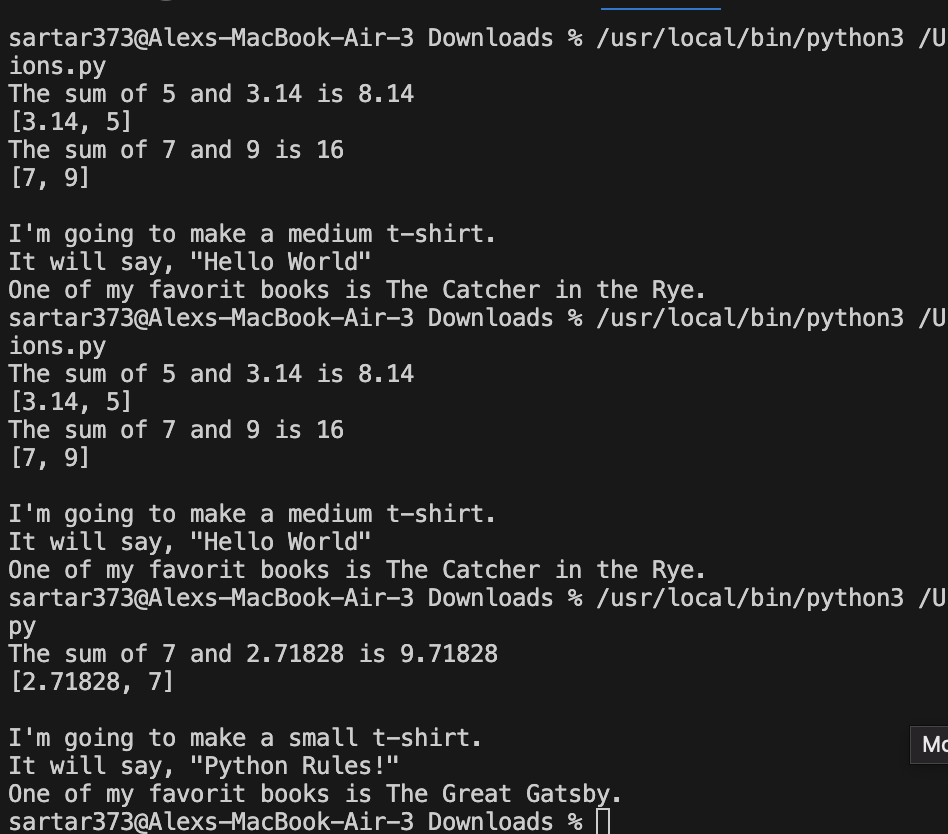 sartar373@Alexs-MacBook-Air-3 Downloads % /usr/local/bin/python3 /U
ions.py
The sum of 5 and 3.14 is 8.14
[3.14, 5]
The sum of 7 and 9 is 16
[7, 9]
I'm going to make a medium t-shirt.
It will say, "Hello World"
One of my favorit books is The Catcher in the Rye.
sartar373@Alexs-MacBook-Air-3 Downloads % /usr/local/bin/python3 /U
ions.py
The sum of 5 and 3.14 is 8.14
[3.14, 5]
The sum of 7 and 9 is 16
[7, 9]
I'm going to make a medium t-shirt.
It will say, "Hello World"
One of my favorit books is The Catcher in the Rye.
sartar373@Alexs-MacBook-Air-3 Downloads % /usr/local/bin/python3 /U
py
The sum of 7 and 2.71828 is 9.71828
[2.71828, 7]
I'm going to make a small t-shirt.
Mo
It will say, "Python Rules!"
One of my favorit books is The Great Gatsby.
sartar373@Alexs-MacBook-Air-3 Downloads %